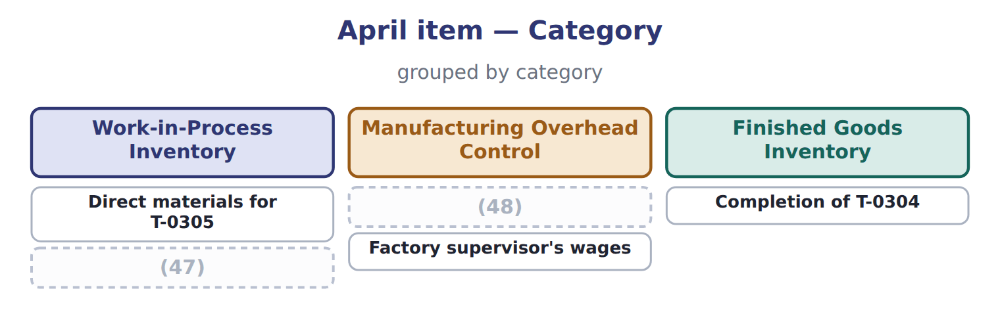 April item — Category
grouped by category
Work-in-Process
Inventory
Direct materials for
T-0305
(47)
Manufacturing Overhead
Control
(48)
Factory supervisor's wages
Finished Goods
Inventory
Completion of T-0304